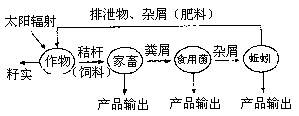 排泄物、杂屑（肥料）
太阳辐射
秸秆 粪屑 杂屑
作物 家畜 食用菌 蚯蚓
籽实 (饲料)
产品输出 产品输出 产品输出